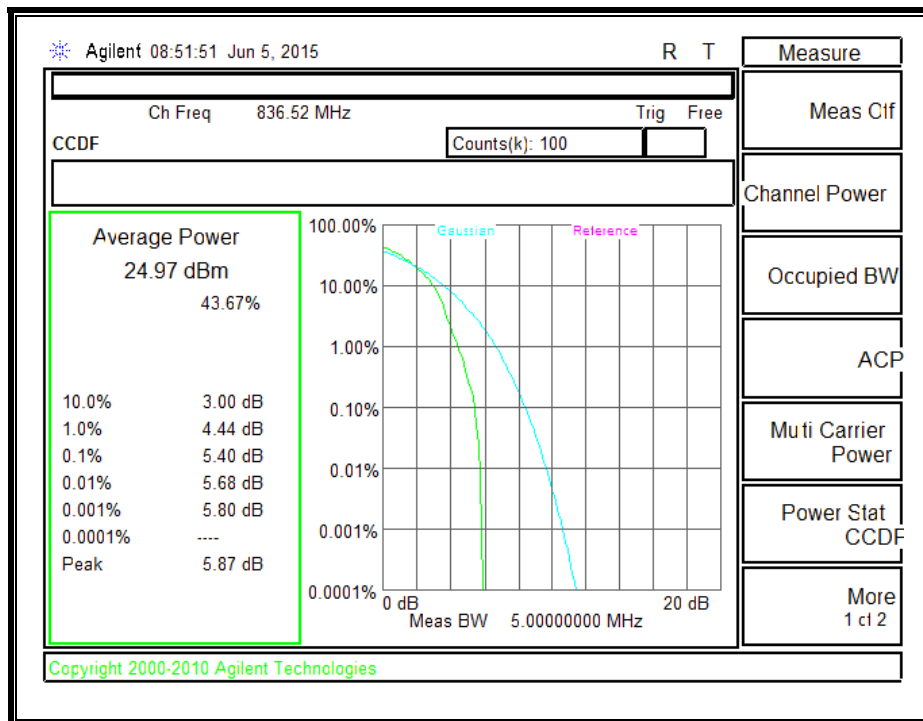 Agilent 08:51:51 Jun 5, 2015 R T
Ch Freq 836.52 MHz Trig Free
CCDF Counts(k): 100
Average Power
24.97 dBm
43.67%
10.0% 3.00 dB
1.0% 4.44 dB
0.1% 5.40 dB
0.01% 5.68 dB
0.001% 5.80 dB
0.0001% ----
Peak 5.87 dB
Gaussian Reference
100.00%
10.00%
1.00%
0.10%
0.01%
0.001%
0.0001%
0 dB 20 dB
Meas BW 5.00000000 MHz
Measure
Meas Off
Channel Power
Occupied BW
ACP
Multi Carrier
Power
Power Stat
CCDF
More
1 of 2
Copyright 2000-2010 Agilent Technologies